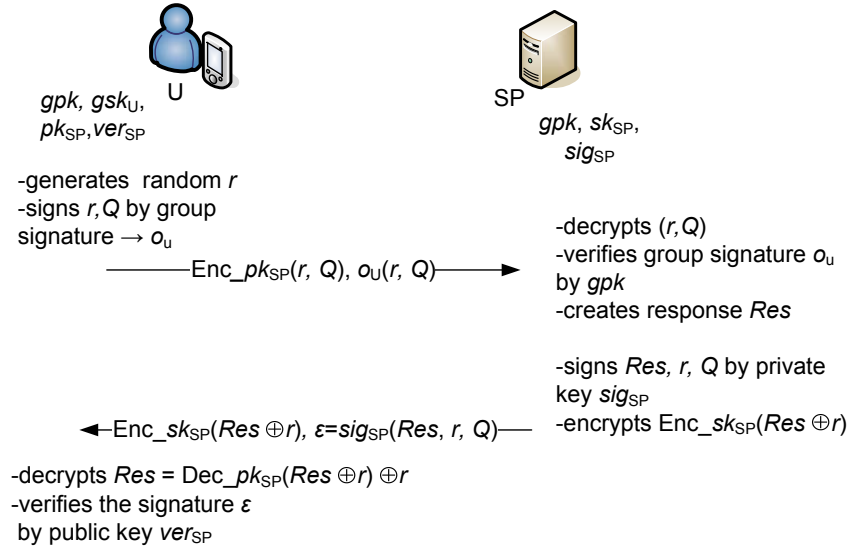 U
SP
gpk, gskU,
pkSP,verSP
gpk, skSP,
sigSP
-generates random r
-signs r,Q by group
signature → ou
Enc_pkSP(r, Q), oU(r, Q)
-decrypts (r,Q)
-verifies group signature ou
by gpk
-creates response Res
-signs Res, r, Q by private
key sigSP
-encrypts Enc_skSP(Res ⊕r)
Enc_skSP(Res ⊕r), ε=sigSP(Res, r, Q)
-decrypts Res = Dec_pkSP(Res ⊕r) ⊕r
-verifies the signature ε
by public key verSP